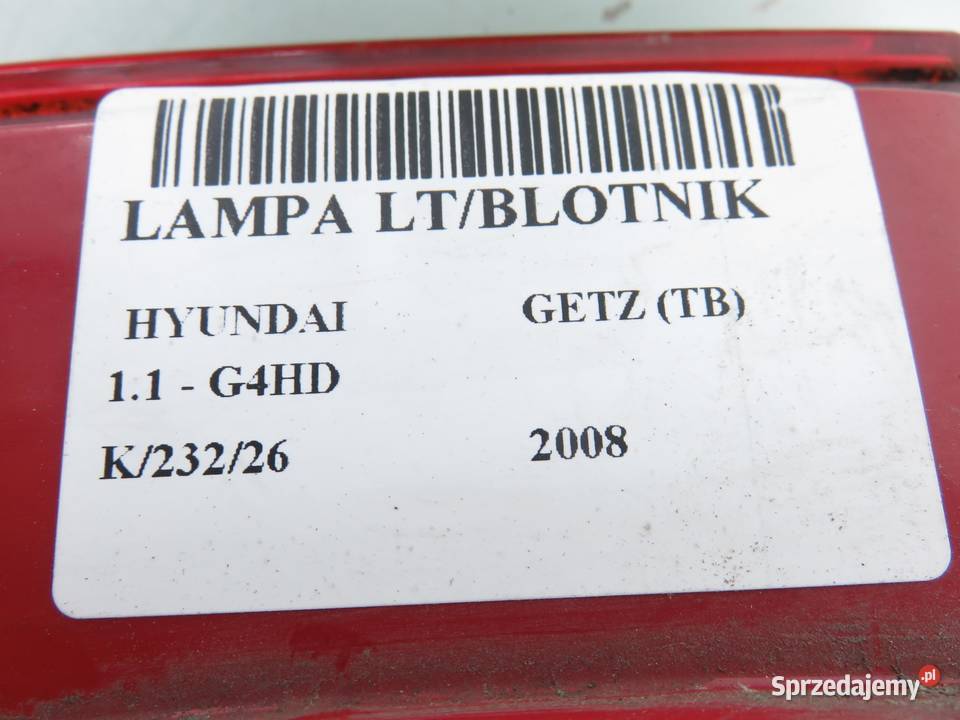 LAMPA LT/BLOTNIK
HYUNDAI GETZ (TB)
1.1 - G4HD
K/232/26 2008
Sprzedajemy.pl